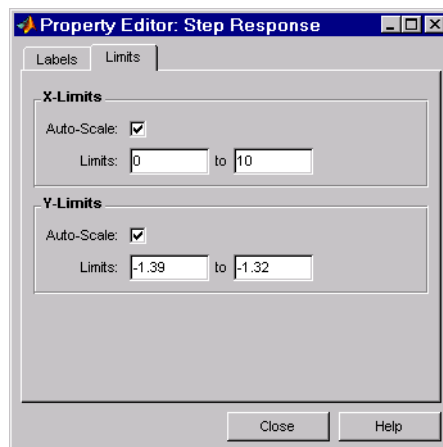 Property Editor: Step Response
Labels Limits
X-Limits
Auto-Scale:
Limits: 0 to 10
Y-Limits
Auto-Scale:
Limits: -1.39 to -1.32
Close Help